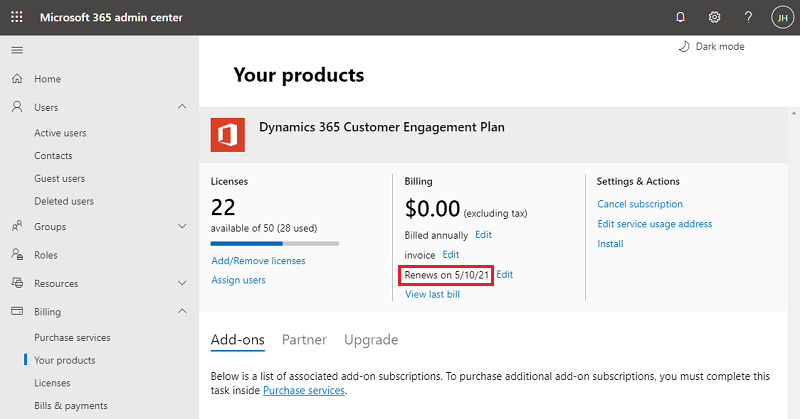 Microsoft 365 admin center
?
JH
Dark mode
Home
Users
Active users
Contacts
Guest users
Deleted users
Groups
Roles
Resources
Billing
Purchase services
Your products
Licenses
Bills & payments
Your products
Dynamics 365 Customer Engagement Plan
Licenses
22
available of 50 (28 used)
Add/Remove licenses
Assign users
Billing
$0.00 (excluding tax)
Billed annually Edit
invoice Edit
Renews on 5/10/21 Edit
View last bill
Settings & Actions
Cancel subscription
Edit service usage address
Install
Add-ons Partner Upgrade
Below is a list of associated add-on subscriptions. To purchase additional add-on subscriptions, you must complete this
task inside Purchase services.